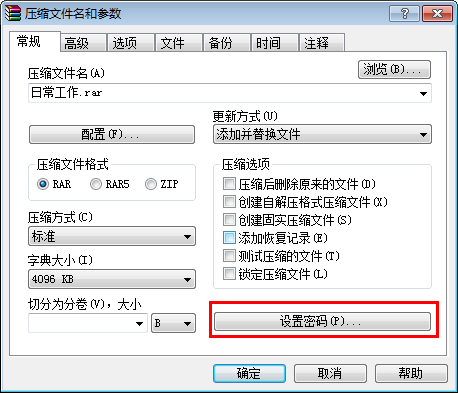 压缩文件名和参数
常规 高级 选项 文件 备份 时间 注释
压缩文件名(A)
浏览(B)...
日常工作.rar
更新方式(U)
配置(F)...
添加并替换文件
压缩文件格式
RAR RAR5 ZIP
压缩选项
压缩后删除原来的文件(D)
创建自解压格式压缩文件(X)
创建固实压缩文件(S)
添加恢复记录(E)
测试压缩的文件(T)
锁定压缩文件(L)
压缩方式(C)
标准
字典大小(I)
4096 KB
切分为分卷(V)，大小
B
设置密码(P)...
确定 取消 帮助